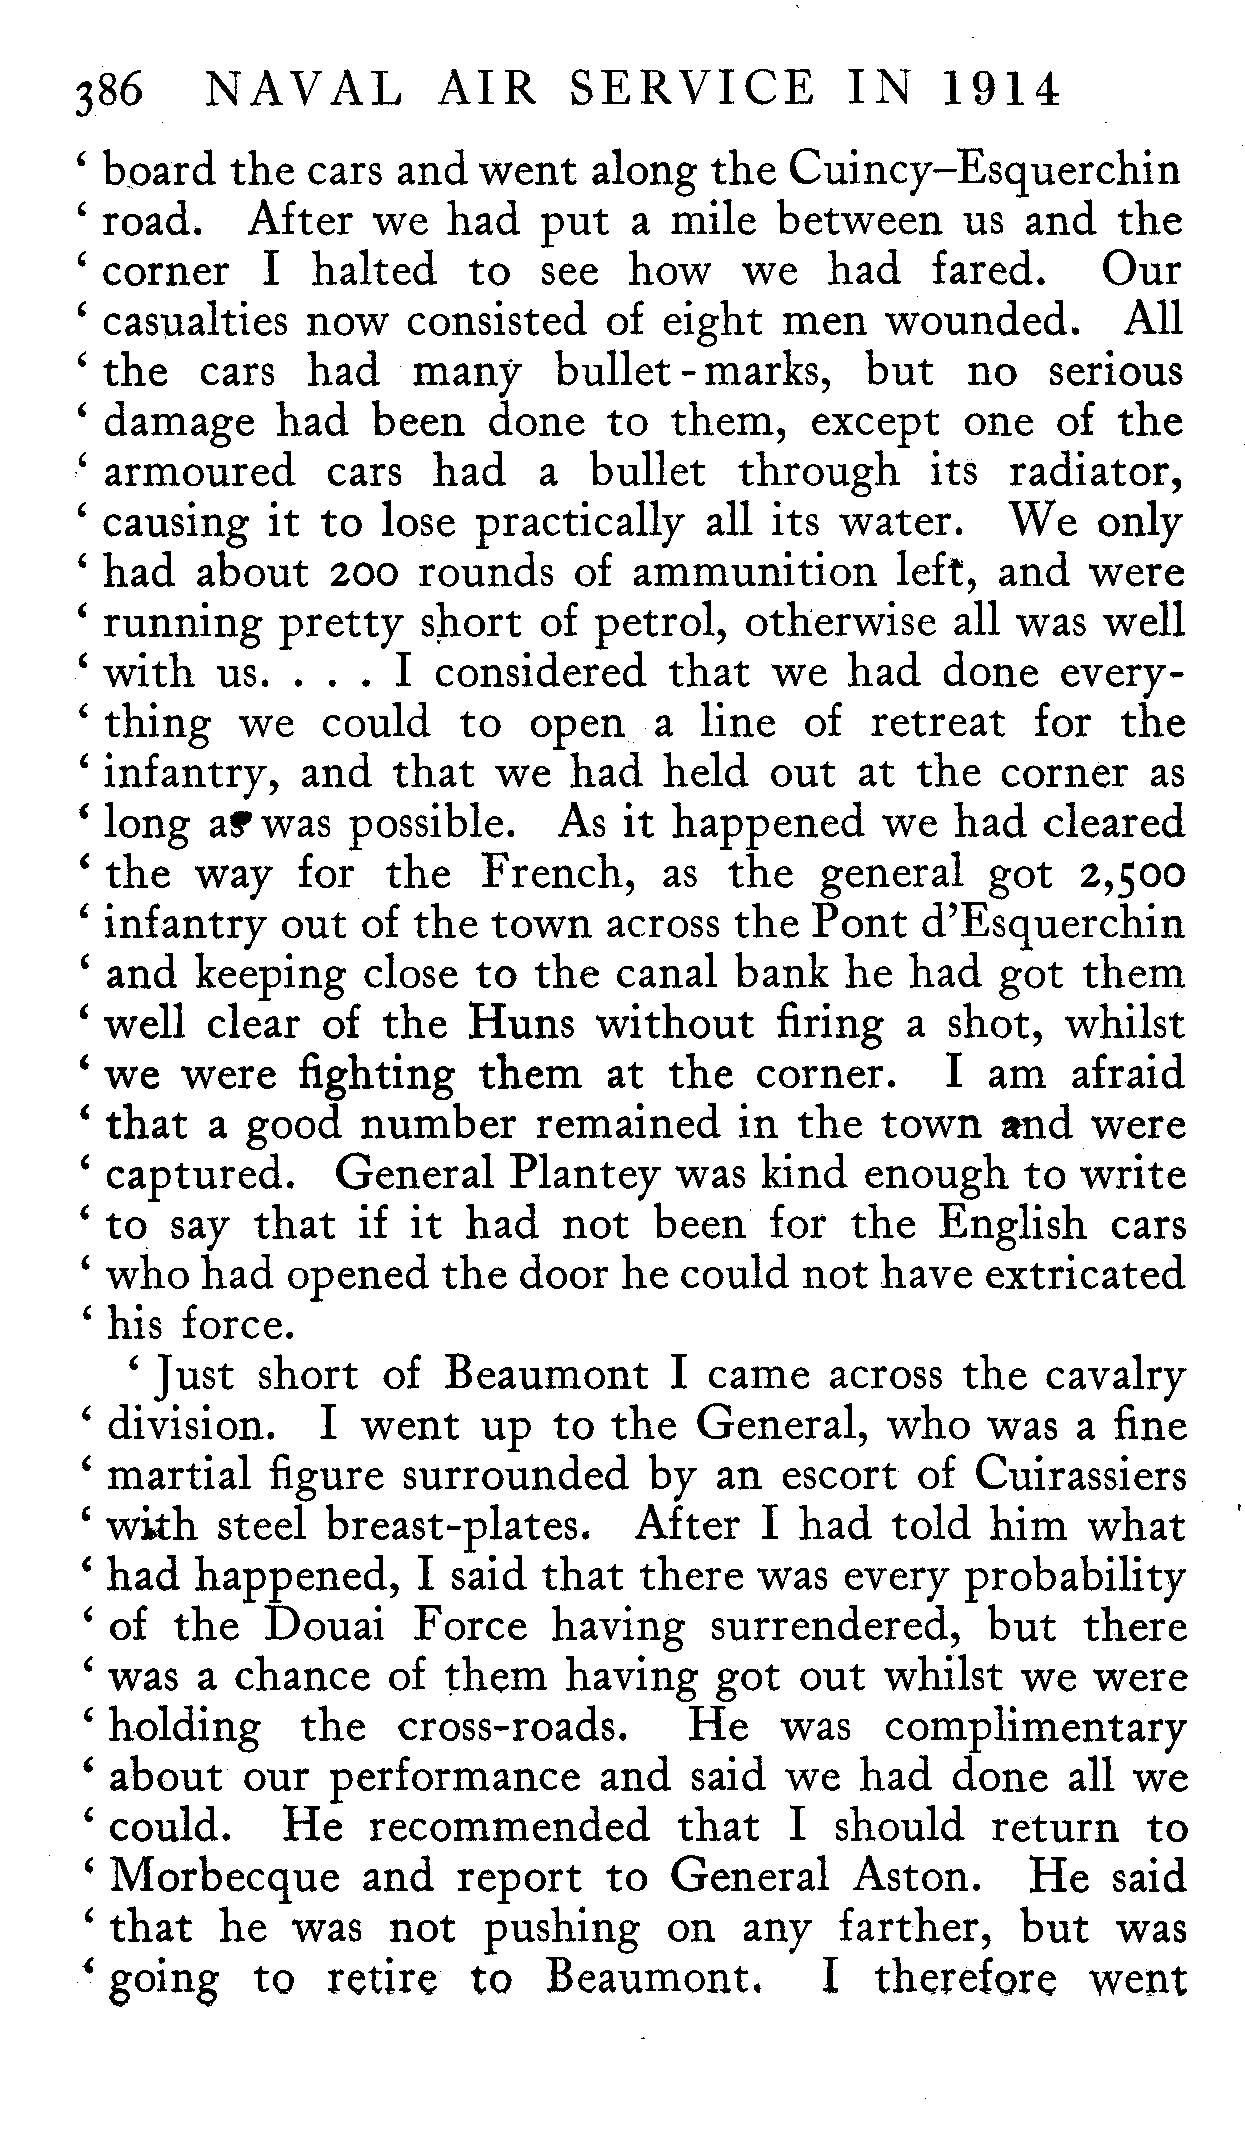 386 NAVAL AIR SERVICE IN 1914
‘ board the cars and went along the Cuincy–Esquerchin
‘ road. After we had put a mile between us and the
‘ corner I halted to see how we had fared. Our
‘ casualties now consisted of eight men wounded. All
‘ the cars had many bullet-marks, but no serious
‘ damage had been done to them, except one of the
‘ armoured cars had a bullet through its radiator,
‘ causing it to lose practically all its water. We only
‘ had about 200 rounds of ammunition left, and were
‘ running pretty short of petrol, otherwise all was well
‘ with us. . . . I considered that we had done every-
‘ thing we could to open a line of retreat for the
‘ infantry, and that we had held out at the corner as
‘ long as was possible. As it happened we had cleared
‘ the way for the French, as the general got 2,500
‘ infantry out of the town across the Pont d’Esquerchin
‘ and keeping close to the canal bank he had got them
‘ well clear of the Huns without firing a shot, whilst
‘ we were fighting them at the corner. I am afraid
‘ that a good number remained in the town and were
‘ captured. General Plantey was kind enough to write
‘ to say that if it had not been for the English cars
‘ who had opened the door he could not have extricated
‘ his force.
‘ Just short of Beaumont I came across the cavalry
‘ division. I went up to the General, who was a fine
‘ martial figure surrounded by an escort of Cuirassiers
‘ with steel breast-plates. After I had told him what
‘ had happened, I said that there was every probability
‘ of the Douai Force having surrendered, but there
‘ was a chance of them having got out whilst we were
‘ holding the cross-roads. He was complimentary
‘ about our performance and said we had done all we
‘ could. He recommended that I should return to
‘ Morbecque and report to General Aston. He said
‘ that he was not pushing on any farther, but was
‘ going to retire to Beaumont. I therefore went